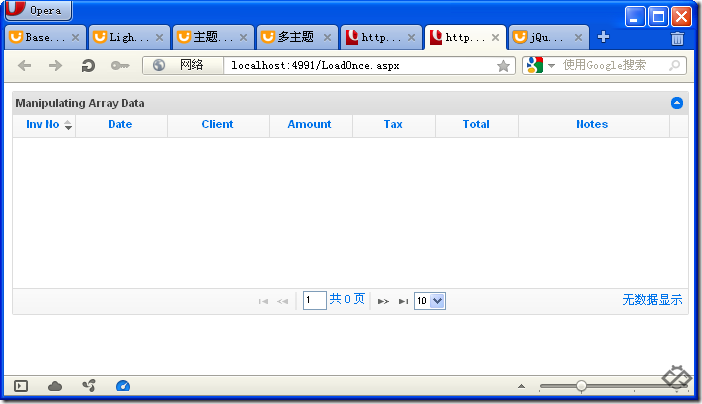 Opera
Base... Ligh... 主题... 多主题 http... http... jQu...
网络 localhost:4991/LoadOnce.aspx 使用Google搜索
Manipulating Array Data
Inv No Date Client Amount Tax Total Notes
1 共 0 页 10 无数据显示